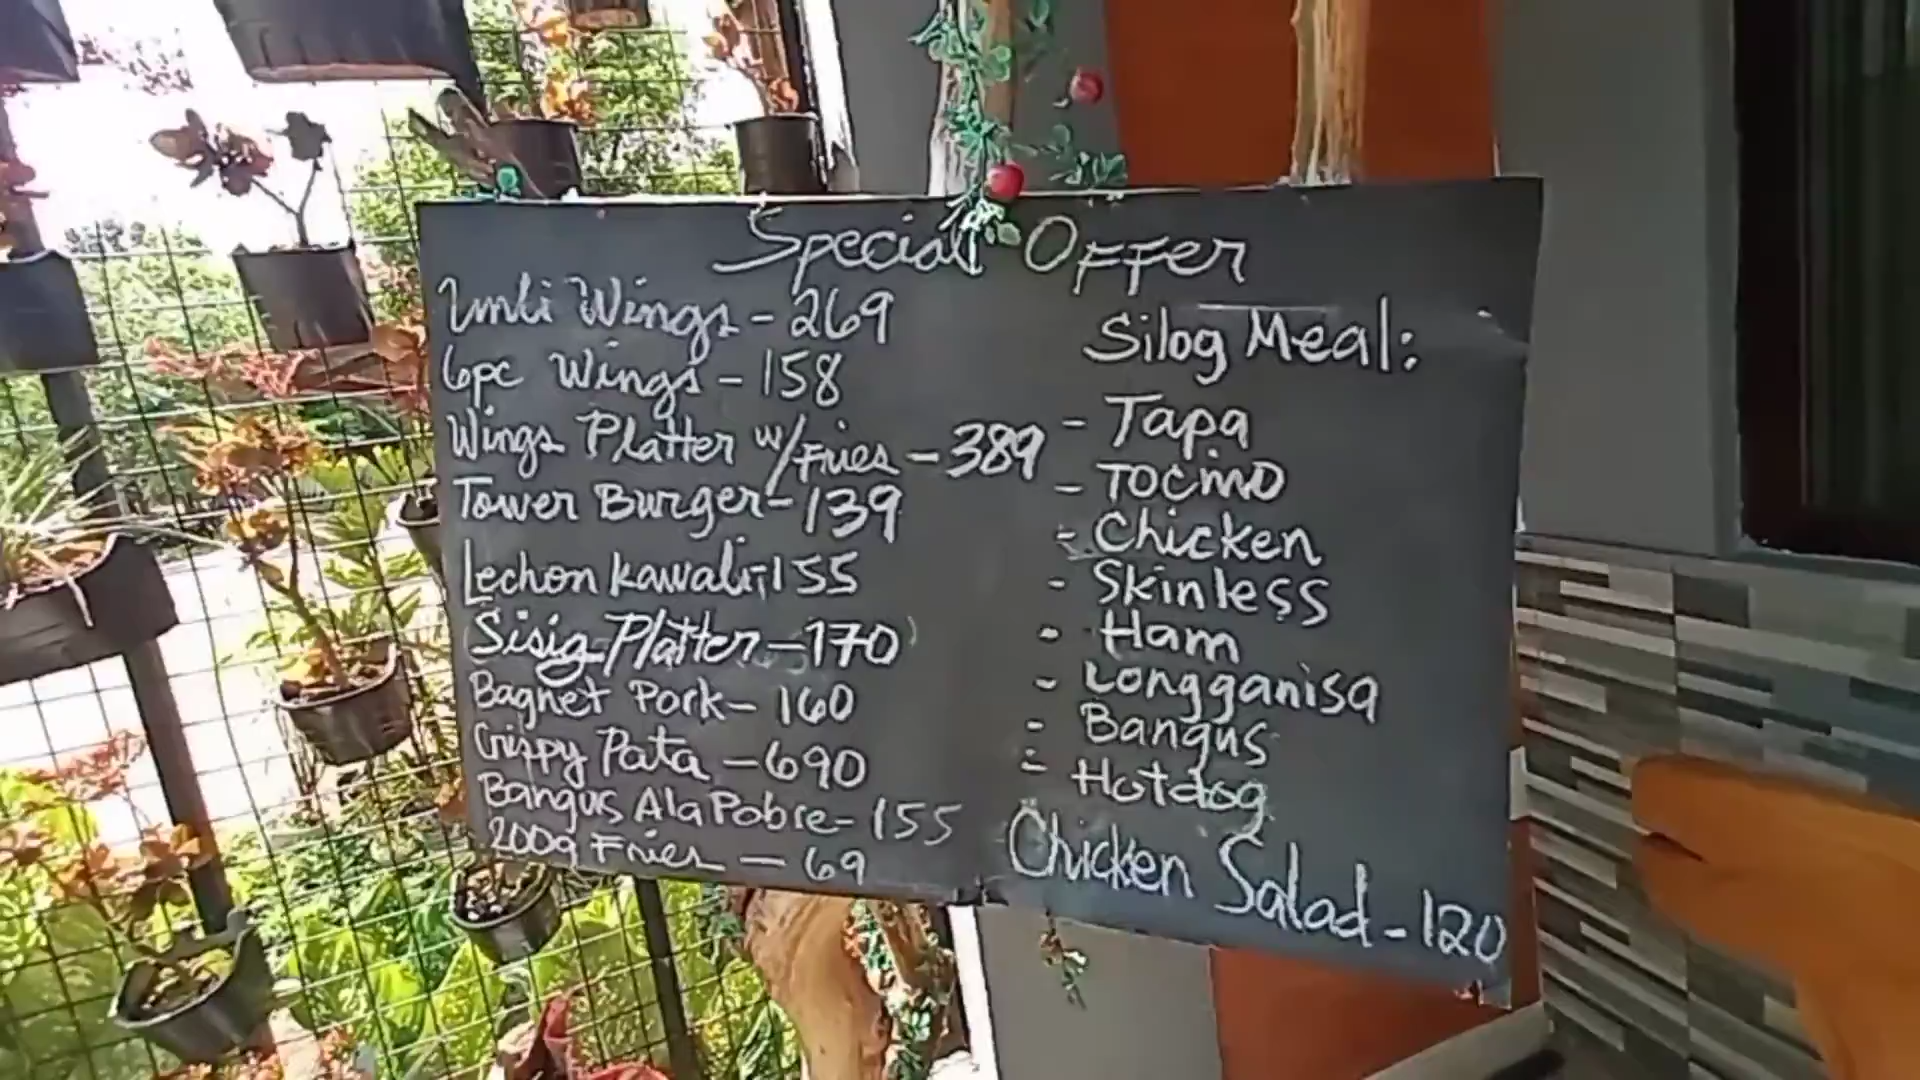 Special Offer
Unli Wings - 269
6pc Wings - 158
Wings Platter w/Fries - 389
Tower Burger - 139
Lechon Kawali - 155
Sisig Platter - 170
Bagnet Pork - 160
Crispy Pata - 690
Bangus Ala Pobre - 155
200g Fries - 69
Silog Meal:
- Tapa
- Tocino
- Chicken
- Skinless
- Ham
- Longganisa
- Bangus
- Hotdog
Chicken Salad - 120